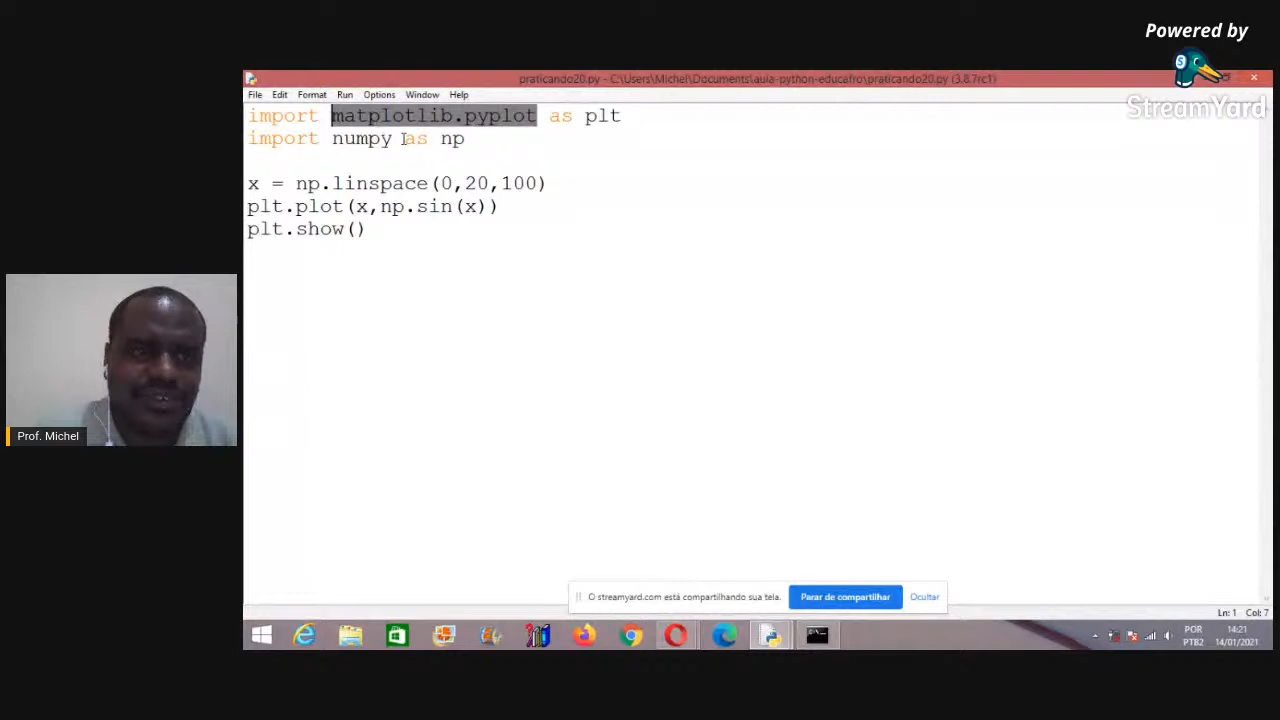 Powered by
StreamYard
praticando20.py - C:\Users\Michel\Documents\aula-python-educafro\praticando20.py (3.8.7rc1)
File Edit Format Run Options Window Help
import matplotlib.pyplot as plt
import numpy as np
x = np.linspace(0,20,100)
plt.plot(x,np.sin(x))
plt.show()
Prof. Michel
O streamyard.com está compartilhando sua tela. Parar de compartilhar Ocultar
Ln: 1 Col: 7
POR 14:21
PTB2 14/01/2021